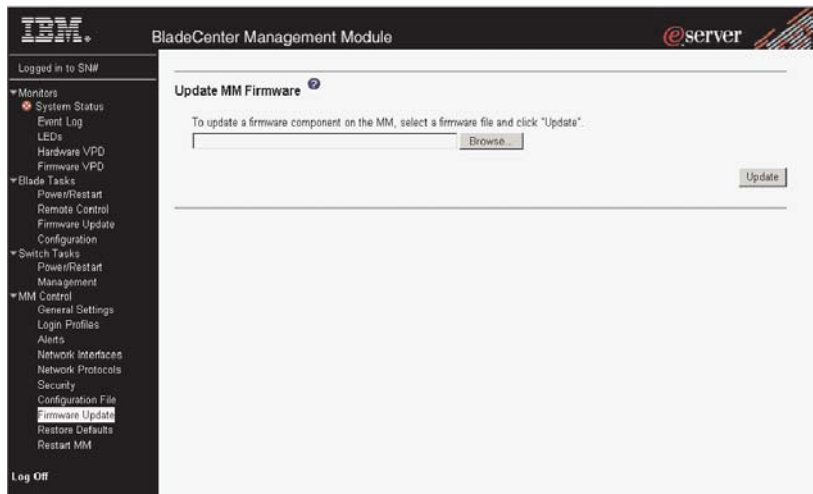 IBM.
BladeCenter Management Module
eserver
Logged in to SN#
Monitors
System Status
Event Log
LEDs
Hardware VPD
Firmware VPD
Blade Tasks
Power/Restart
Remote Control
Firmware Update
Configuration
Switch Tasks
Power/Restart
Management
MM Control
General Settings
Login Profiles
Alerts
Network Interfaces
Network Protocols
Security
Configuration File
Firmware Update
Restore Defaults
Restart MM
Log Off
Update MM Firmware ?
To update a firmware component on the MM, select a firmware file and click "Update".
Browse...
Update